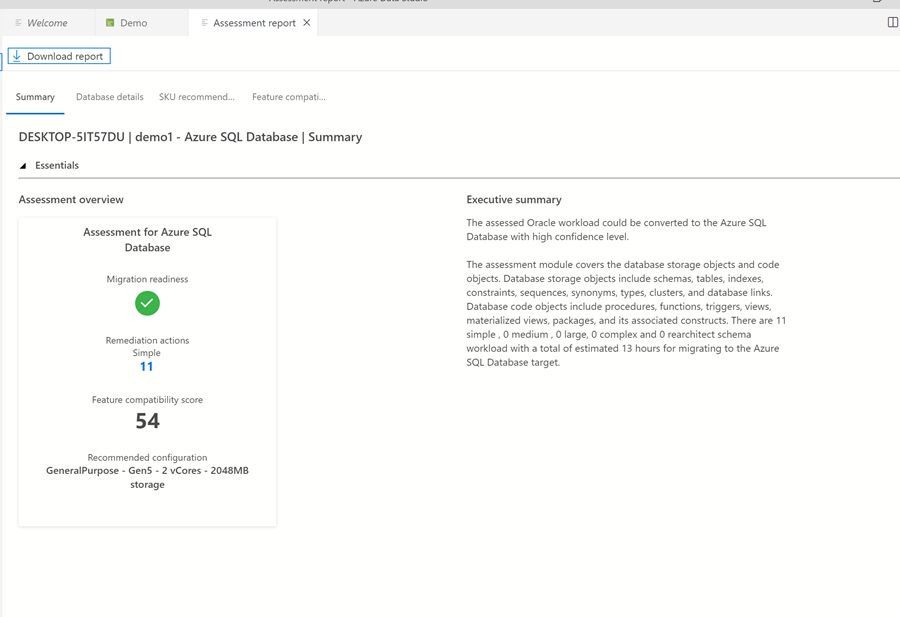 Assessment report - Azure Data Studio
Welcome
Demo
Assessment report
Download report
Summary
Database details
SKU recommend...
Feature compati...
DESKTOP-5IT57DU | demo1 - Azure SQL Database | Summary
Essentials
Assessment overview
Assessment for Azure SQL
Database
Migration readiness
Remediation actions
Simple
11
Feature compatibility score
54
Recommended configuration
GeneralPurpose - Gen5 - 2 vCores - 2048MB
storage
Executive summary
The assessed Oracle workload could be converted to the Azure SQL
Database with high confidence level.
The assessment module covers the database storage objects and code
objects. Database storage objects include schemas, tables, indexes,
constraints, sequences, synonyms, types, clusters, and database links.
Database code objects include procedures, functions, triggers, views,
materialized views, packages, and its associated constructs. There are 11
simple , 0 medium , 0 large, 0 complex and 0 rearchitect schema
workload with a total of estimated 13 hours for migrating to the Azure
SQL Database target.